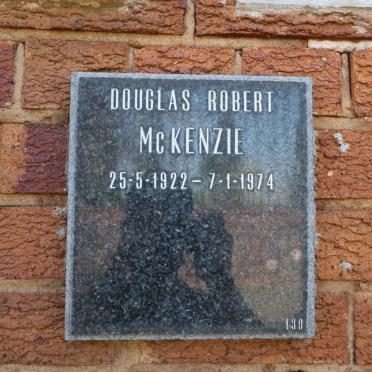 DOUGLAS ROBERT
McKENZIE
25-5-1922 - 7-1-1974